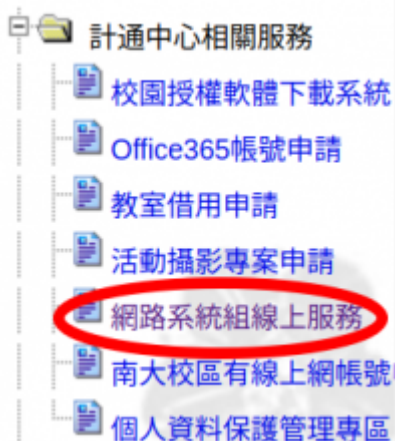 計通中心相關服務
校園授權軟體下載系統
Office365帳號申請
教室借用申請
活動攝影專案申請
網路系統組線上服務
南大校區有線上網帳號
個人資料保護管理專區